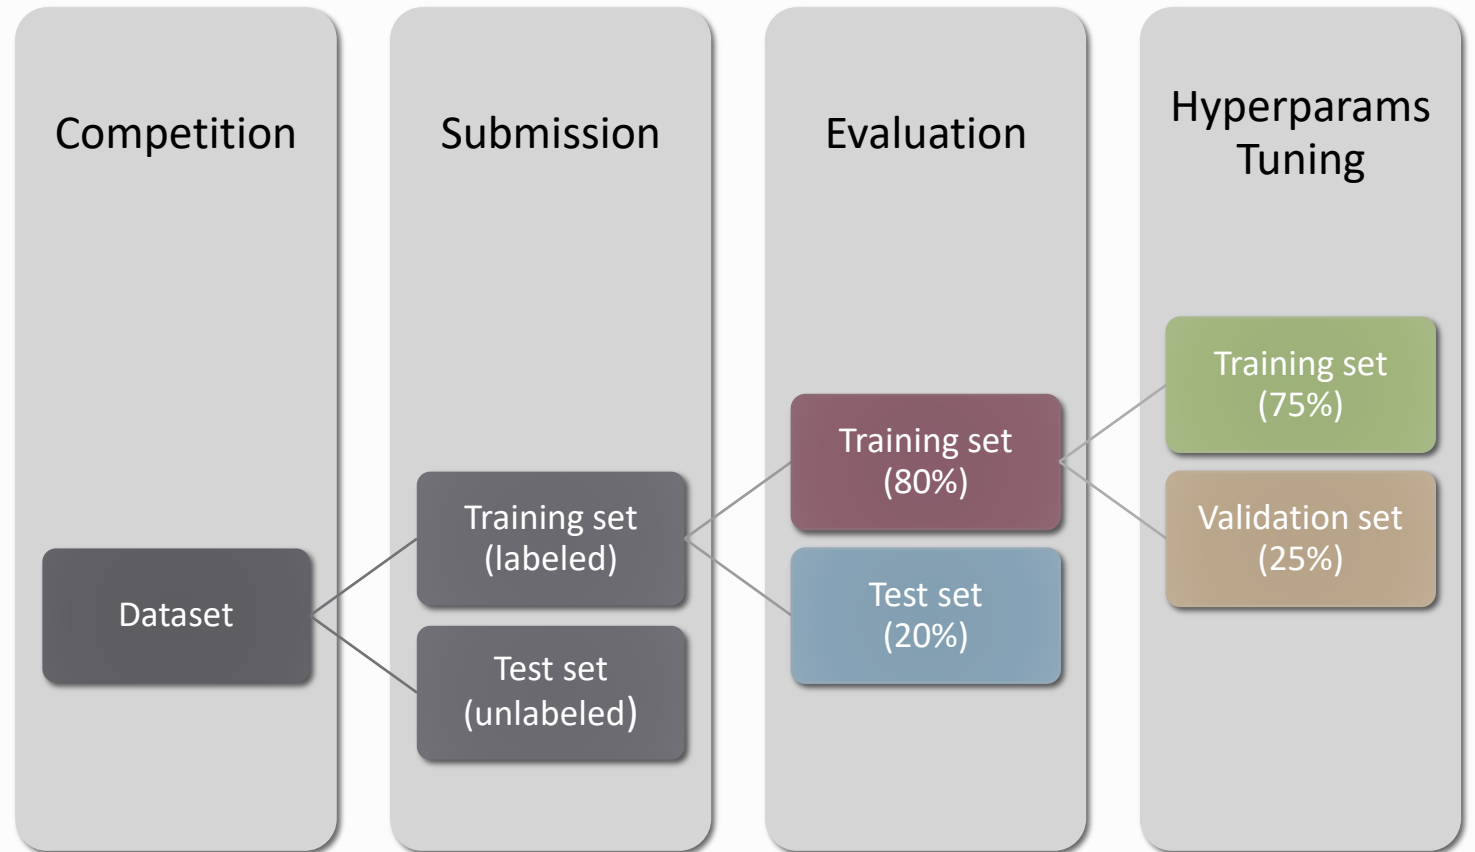 Competition
Submission
Evaluation
Hyperparams
Tuning
Dataset
Training set
(labeled)
Test set
(unlabeled)
Training set
(80%)
Test set
(20%)
Training set
(75%)
Validation set
(25%)